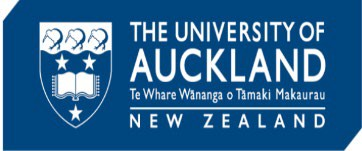 THE UNIVERSITY OF
AUCKLAND
Te Whare Wānanga o Tāmaki Makaurau
NEW ZEALAND